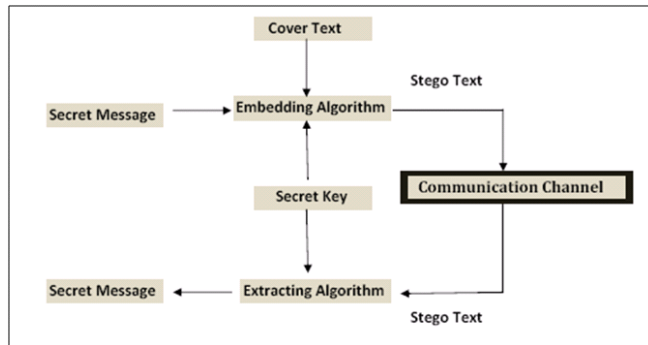 Cover Text
Stego Text
Embedding Algorithm
Secret Message
Communication Channel
Secret Key
Secret Message
Extracting Algorithm
Stego Text